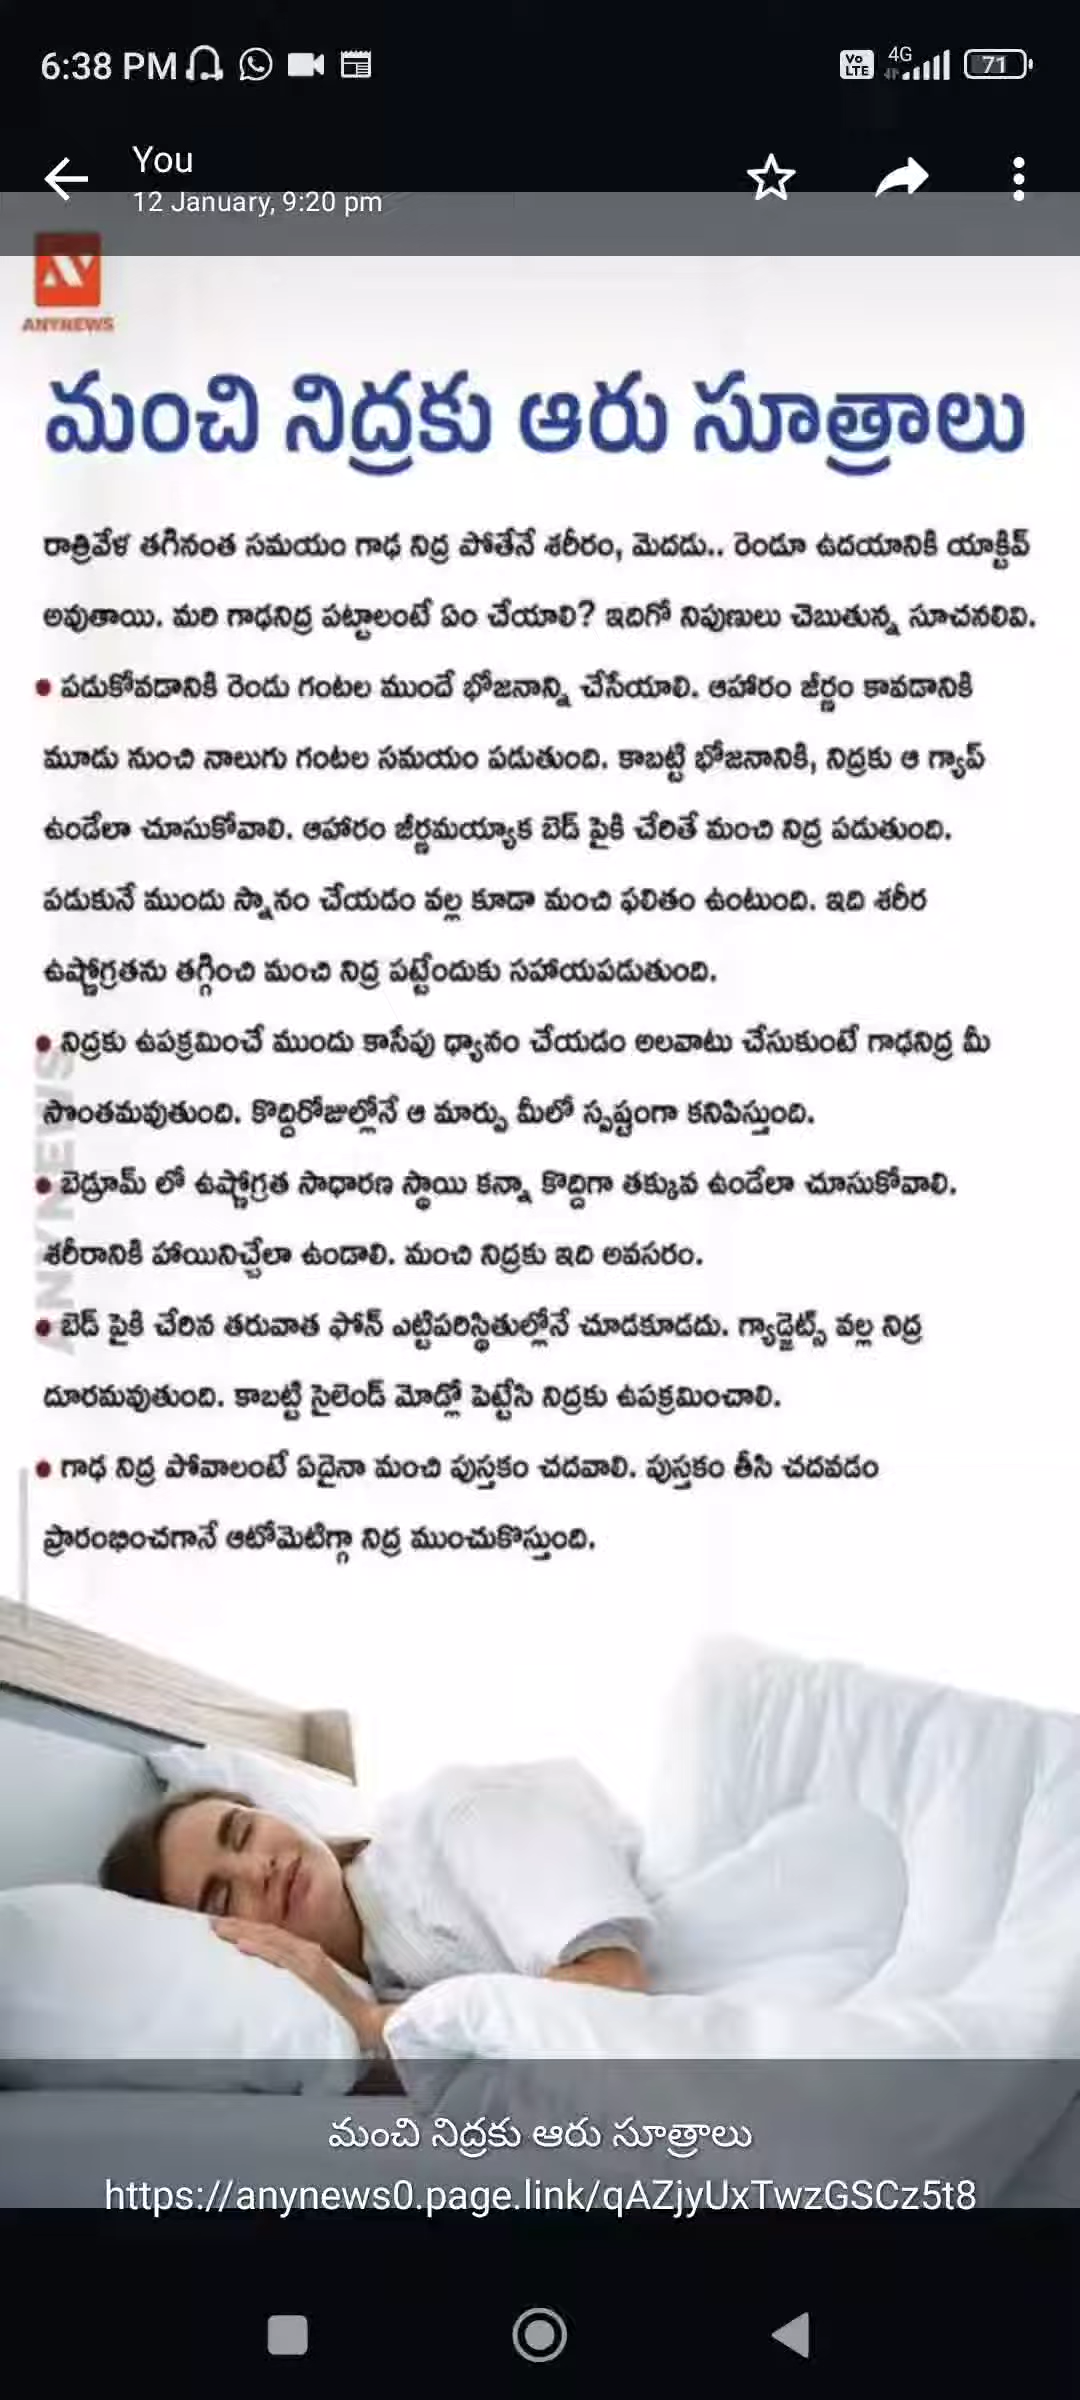 6:38 PM
Vo LTE 4G 71
You
12 January, 9:20 pm
ANYNEWS
మంచి నిద్రకు ఆరు సూత్రాలు
రాత్రివేళ తగినంత సమయం గాఢ నిద్ర పోతేనే శరీరం, మెదడు.. రెండూ ఉదయానికి యాక్టివ్
అవుతాయి. మరి గాఢనిద్ర పట్టాలంటే ఏం చేయాలి? ఇదిగో నిపుణులు చెబుతున్న సూచనలివి.
• పడుకోవడానికి రెండు గంటల ముందే భోజనాన్ని చేసేయాలి. ఆహారం జీర్ణం కావడానికి
మూడు నుంచి నాలుగు గంటల సమయం పడుతుంది. కాబట్టి భోజనానికి, నిద్రకు ఆ గ్యాప్
ఉండేలా చూసుకోవాలి. ఆహారం జీర్ణమయ్యాక బెడ్ పైకి చేరితే మంచి నిద్ర పడుతుంది.
పడుకునే ముందు స్నానం చేయడం వల్ల కూడా మంచి ఫలితం ఉంటుంది. ఇది శరీర
ఉష్ణోగ్రతను తగ్గించి మంచి నిద్ర పట్టేందుకు సహాయపడుతుంది.
• నిద్రకు ఉపక్రమించే ముందు కాసేపు ధ్యానం చేయడం అలవాటు చేసుకుంటే గాఢనిద్ర మీ
సొంతమవుతుంది. కొద్దిరోజుల్లోనే ఆ మార్పు మీలో స్పష్టంగా కనిపిస్తుంది.
• బెడ్రూమ్ లో ఉష్ణోగ్రత సాధారణ స్థాయి కన్నా కొద్దిగా తక్కువ ఉండేలా చూసుకోవాలి.
శరీరానికి హాయినిచ్చేలా ఉండాలి. మంచి నిద్రకు ఇది అవసరం.
• బెడ్ పైకి చేరిన తరువాత ఫోన్ ఎట్టిపరిస్థితుల్లోనే చూడకూడదు. గ్యాడ్జెట్స్ వల్ల నిద్ర
దూరమవుతుంది. కాబట్టి సైలెండ్ మోడ్లో పెట్టేసి నిద్రకు ఉపక్రమించాలి.
• గాఢ నిద్ర పోవాలంటే ఏదైనా మంచి పుస్తకం చదవాలి. పుస్తకం తీసి చదవడం
ప్రారంభించగానే ఆటోమెటిగ్గా నిద్ర ముంచుకొస్తుంది.
ANYNEWS
మంచి నిద్రకు ఆరు సూత్రాలు
https://anynews0.page.link/qAZjyUxTwzGSCz5t8